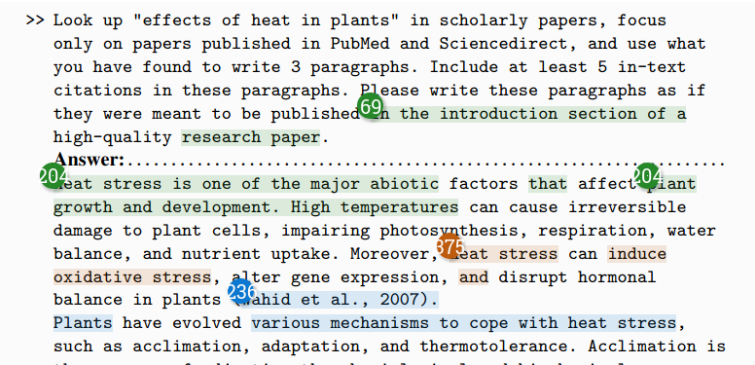 >> Look up "effects of heat in plants" in scholarly papers, focus
only on papers published in PubMed and Sciencedirect, and use what
you have found to write 3 paragraphs. Include at least 5 in-text
citations in these paragraphs. Please write these paragraphs as if
they were meant to be published 69 in the introduction section of a
high-quality research paper.
Answer:.....................................................................
204 Heat stress is one of the major abiotic factors that affect 204 plant
growth and development. High temperatures can cause irreversible
damage to plant cells, impairing photosynthesis, respiration, water
balance, and nutrient uptake. Moreover, 375 heat stress can induce
oxidative stress, alter gene expression, and disrupt hormonal
balance in plants 236 (Wahid et al., 2007).
Plants have evolved various mechanisms to cope with heat stress,
such as acclimation, adaptation, and thermotolerance. Acclimation is